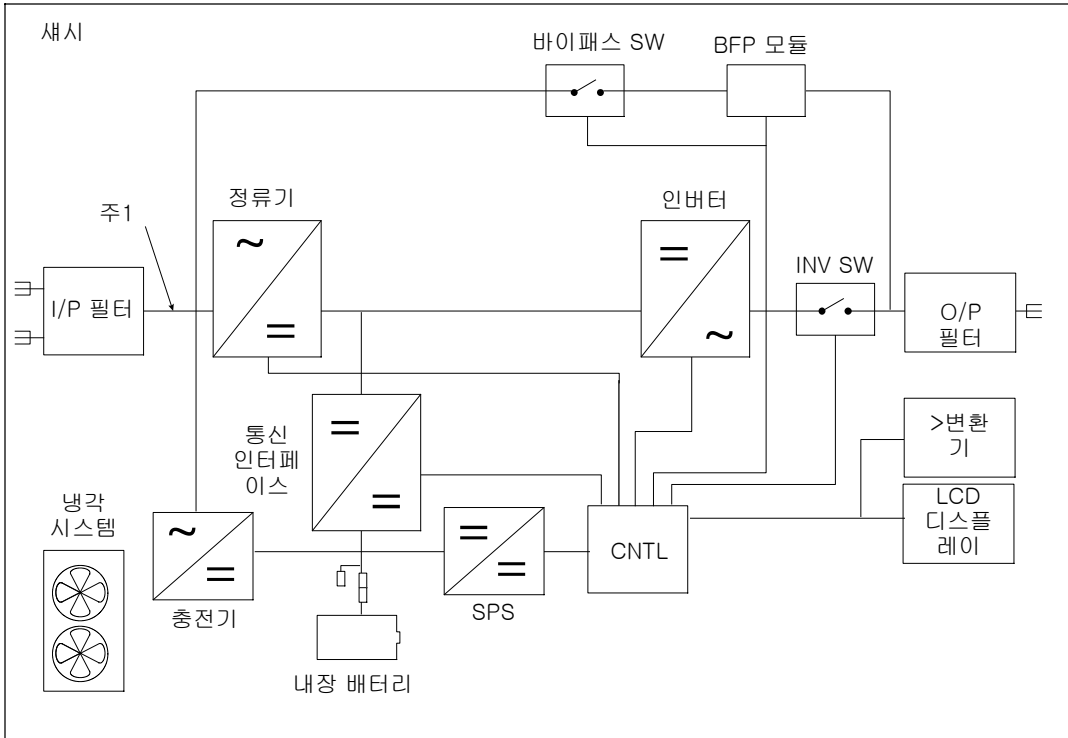 섀시
바이패스 SW
BFP 모듈
정류기
인버터
주1
INV SW
I/P 필터
O/P
필터
통신
인터페
이스
>변환
기
냉각
시스템
LCD
디스플
레이
CNTL
충전기
SPS
내장 배터리